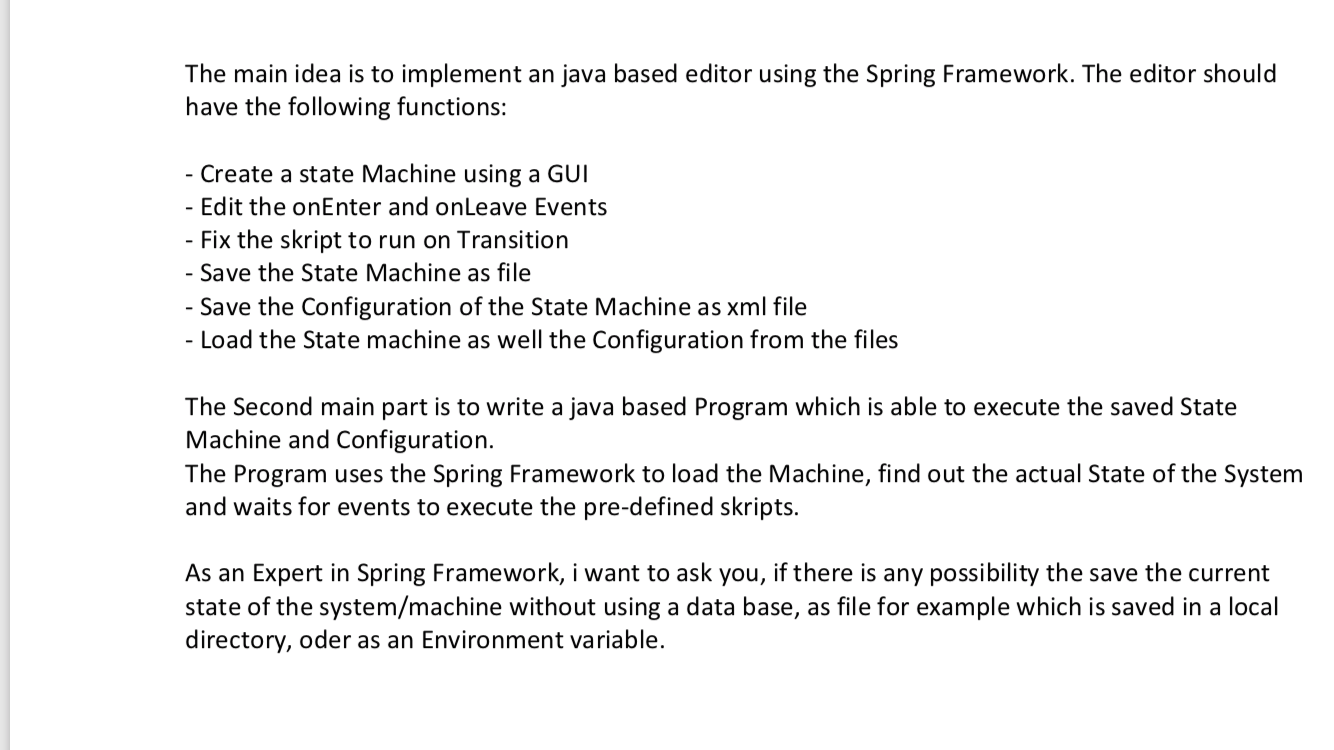 The main idea is to implement an java based editor using the Spring Framework. The editor should
have the following functions:
- Create a state Machine using a GUI
- Edit the onEnter and onLeave Events
- Fix the skript to run on Transition
- Save the State Machine as file
- Save the Configuration of the State Machine as xml file
- Load the State machine as well the Configuration from the files
The Second main part is to write a java based Program which is able to execute the saved State
Machine and Configuration.
The Program uses the Spring Framework to load the Machine, find out the actual State of the System
and waits for events to execute the pre-defined skripts.
As an Expert in Spring Framework, i want to ask you, if there is any possibility the save the current
state of the system/machine without using a data base, as file for example which is saved in a local
directory, oder as an Environment variable.